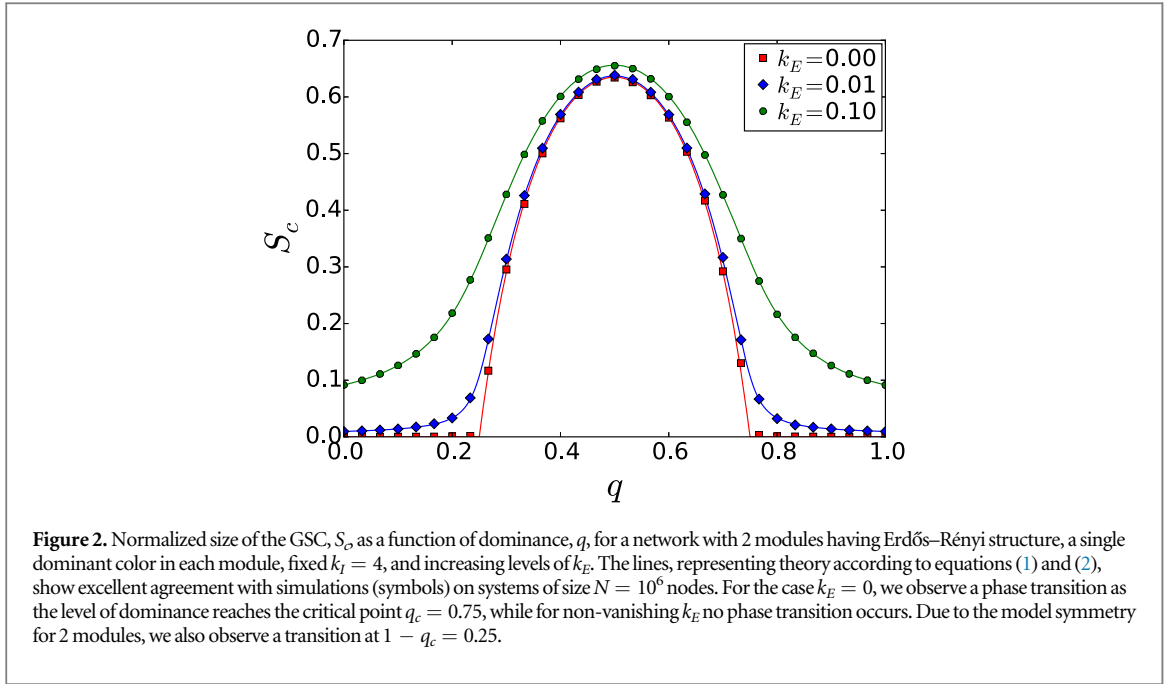 0.7
0.6
0.5
0.4
0.3
0.2
0.1
0.0
S_c
k_E=0.00
k_E=0.01
k_E=0.10
0.0 0.2 0.4 0.6 0.8 1.0
q
Figure 2. Normalized size of the GSC, S_c, as a function of dominance, q, for a network with 2 modules having Erdős–Rényi structure, a single
dominant color in each module, fixed k_I = 4, and increasing levels of k_E. The lines, representing theory according to equations (1) and (2),
show excellent agreement with simulations (symbols) on systems of size N = 10^6 nodes. For the case k_E = 0, we observe a phase transition as
the level of dominance reaches the critical point q_c = 0.75, while for non-vanishing k_E no phase transition occurs. Due to the model symmetry
for 2 modules, we also observe a transition at 1 − q_c = 0.25.